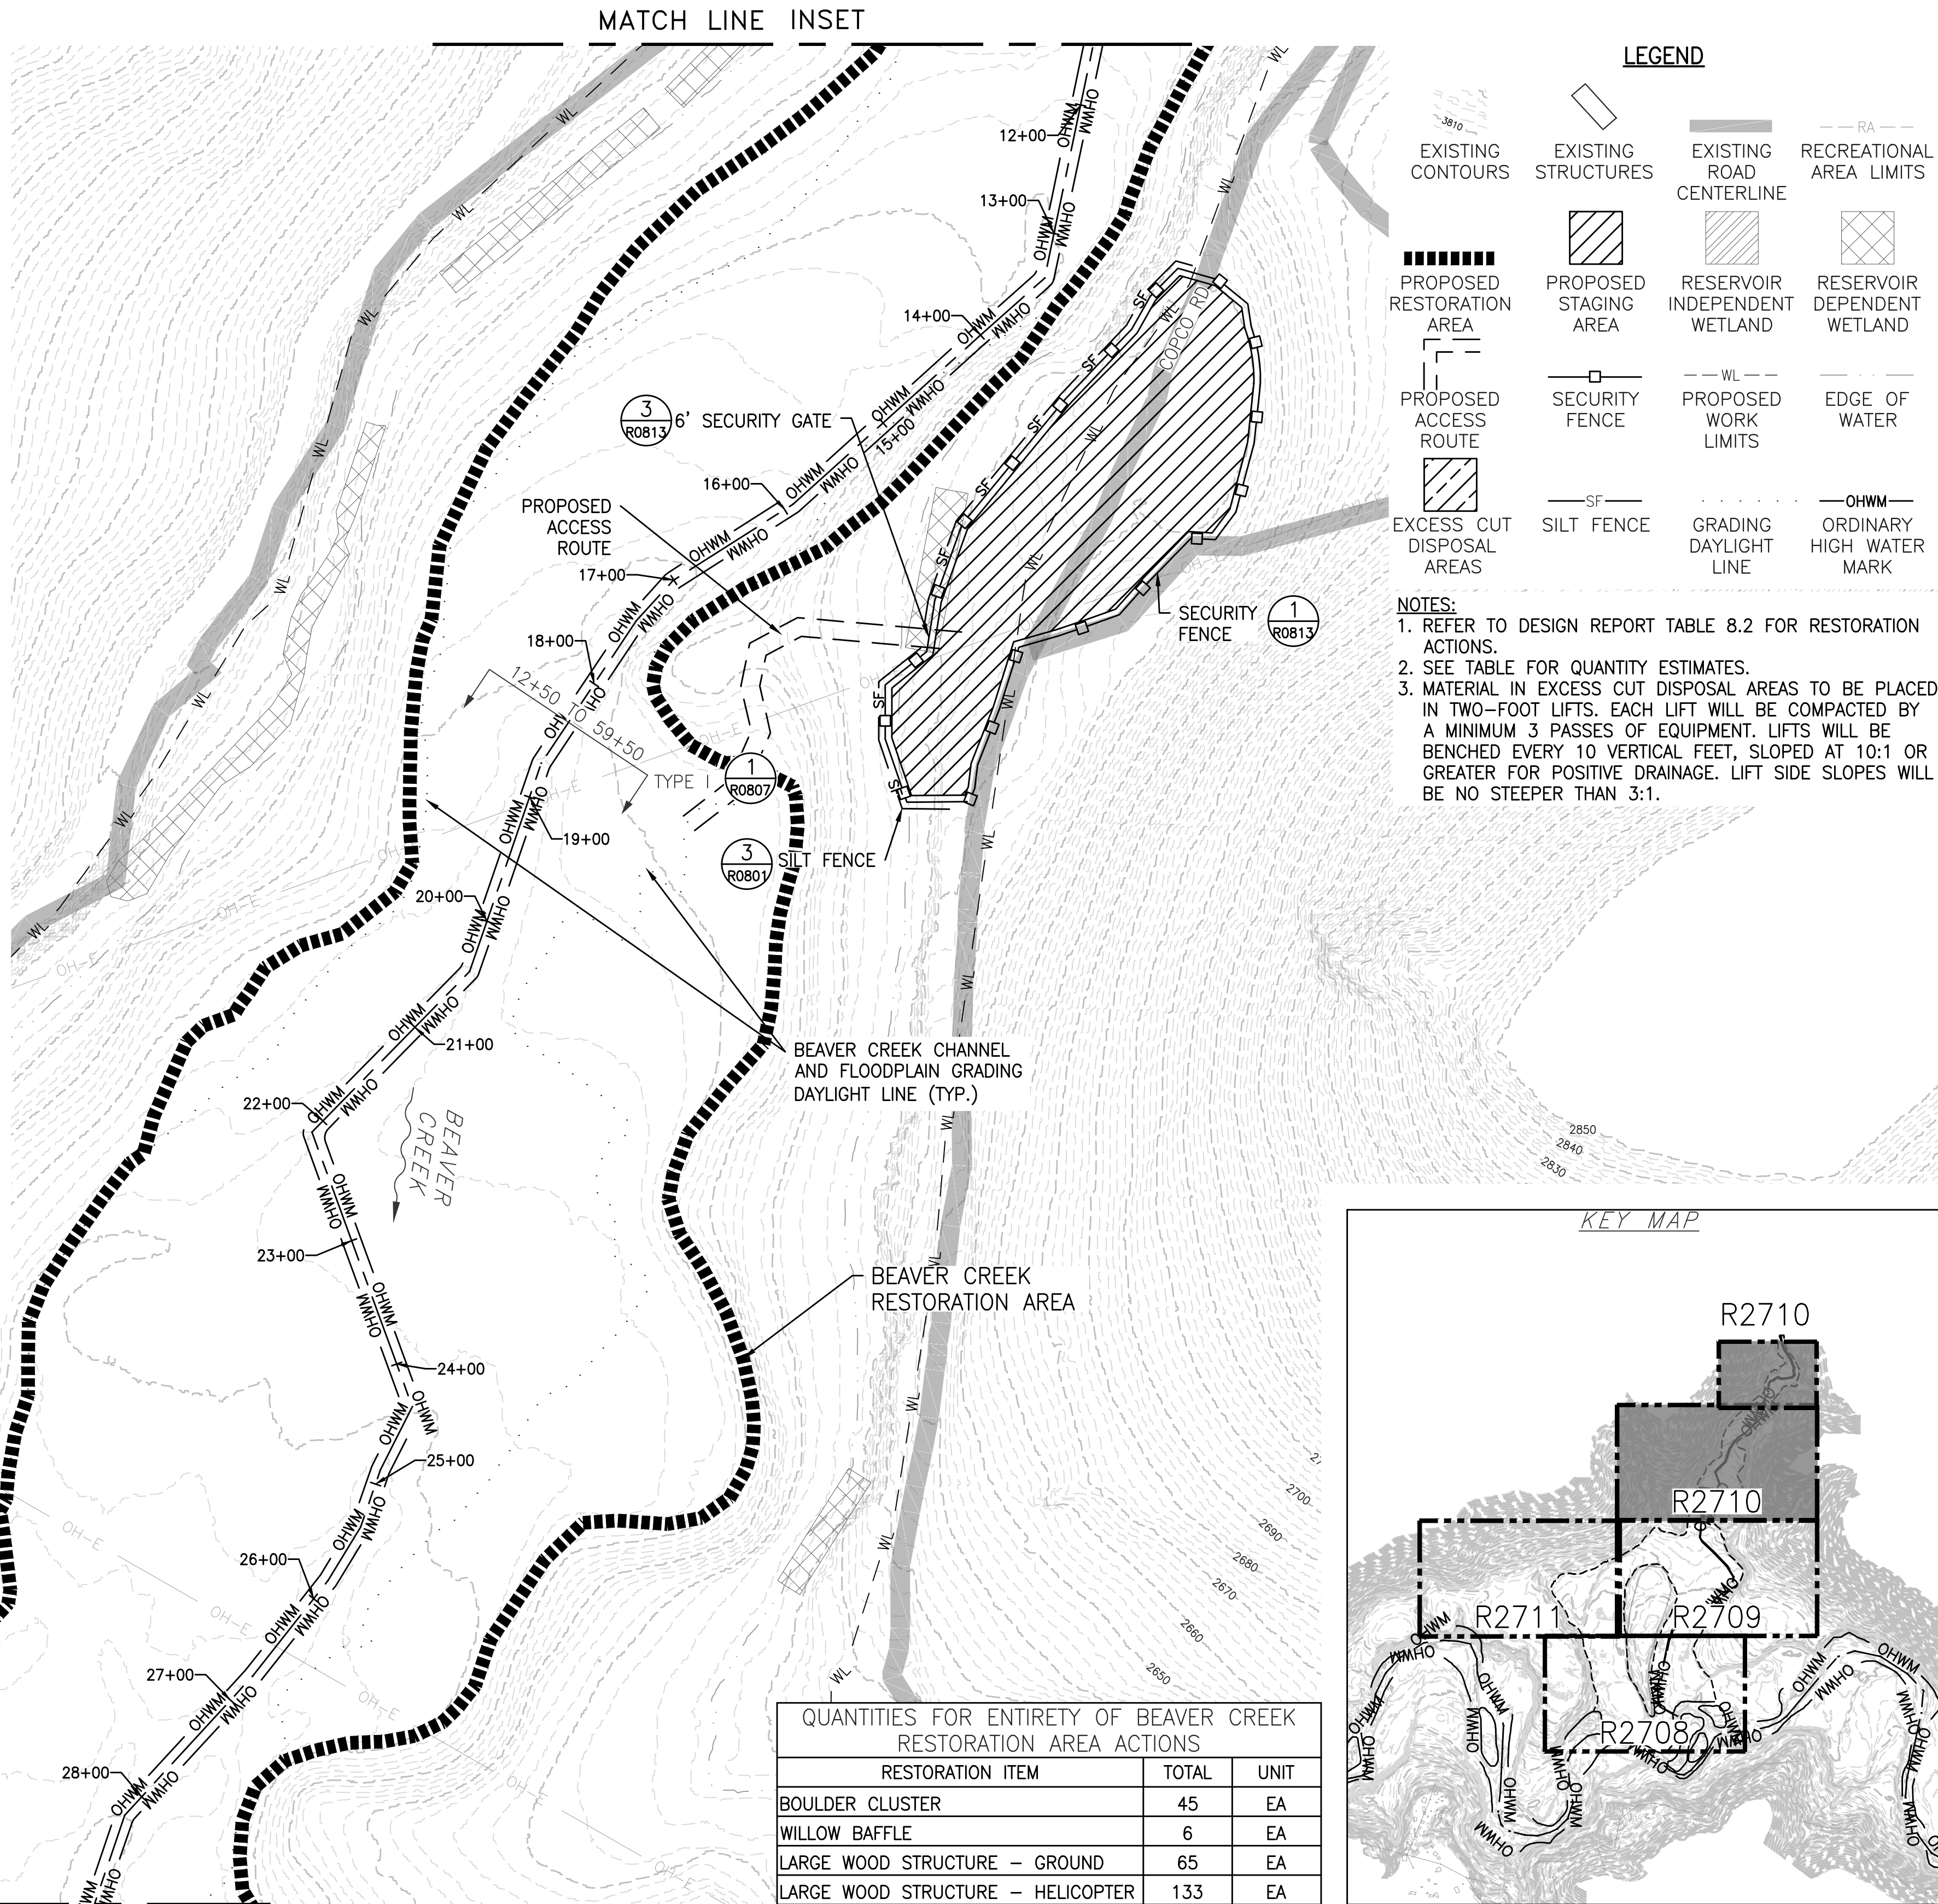 MATCH LINE INSET
LEGEND
3810
EXISTING
CONTOURS
EXISTING
STRUCTURES
EXISTING
ROAD
CENTERLINE
RA
RECREATIONAL
AREA LIMITS
PROPOSED
RESTORATION
AREA
PROPOSED
STAGING
AREA
RESERVOIR
INDEPENDENT
WETLAND
RESERVOIR
DEPENDENT
WETLAND
PROPOSED
ACCESS
ROUTE
SECURITY
FENCE
WL
PROPOSED
WORK
LIMITS
EDGE OF
WATER
EXCESS CUT
DISPOSAL
AREAS
SF
SILT FENCE
GRADING
DAYLIGHT
LINE
OHWM
ORDINARY
HIGH WATER
MARK
NOTES:
1. REFER TO DESIGN REPORT TABLE 8.2 FOR RESTORATION
ACTIONS.
2. SEE TABLE FOR QUANTITY ESTIMATES.
3. MATERIAL IN EXCESS CUT DISPOSAL AREAS TO BE PLACED
IN TWO-FOOT LIFTS. EACH LIFT WILL BE COMPACTED BY
A MINIMUM 3 PASSES OF EQUIPMENT. LIFTS WILL BE
BENCHED EVERY 10 VERTICAL FEET, SLOPED AT 10:1 OR
GREATER FOR POSITIVE DRAINAGE. LIFT SIDE SLOPES WILL
BE NO STEEPER THAN 3:1.
12+00
13+00
14+00
15+00
16+00
17+00
18+00
19+00
20+00
21+00
22+00
23+00
24+00
25+00
26+00
27+00
28+00
COPCO RD
3
R0813
6' SECURITY GATE
PROPOSED
ACCESS
ROUTE
SECURITY
FENCE
1
R0813
12+50 TO 59+50
TYPE I
1
R0807
3
R0801
SILT FENCE
OH-E
BEAVER CREEK CHANNEL
AND FLOODPLAIN GRADING
DAYLIGHT LINE (TYP.)
BEAVER
CREEK
BEAVER CREEK
RESTORATION AREA
2850
2840
2830
2700
2690
2680
2670
2660
2650
KEY MAP
R2710
R2710
R2711
R2709
R2708
QUANTITIES FOR ENTIRETY OF BEAVER CREEK
RESTORATION AREA ACTIONS
RESTORATION ITEM TOTAL UNIT
BOULDER CLUSTER 45 EA
WILLOW BAFFLE 6 EA
LARGE WOOD STRUCTURE – GROUND 65 EA
LARGE WOOD STRUCTURE – HELICOPTER 133 EA